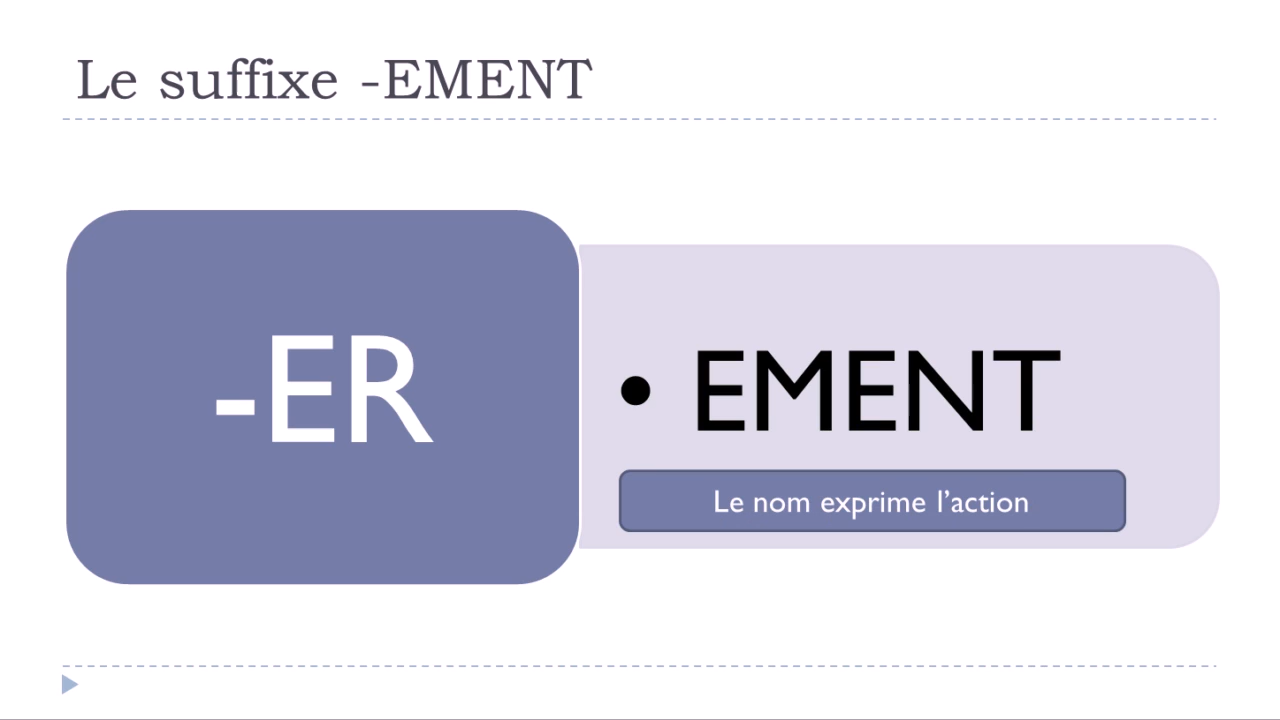 Le suffixe -EMENT
-ER
• EMENT
Le nom exprime l’action